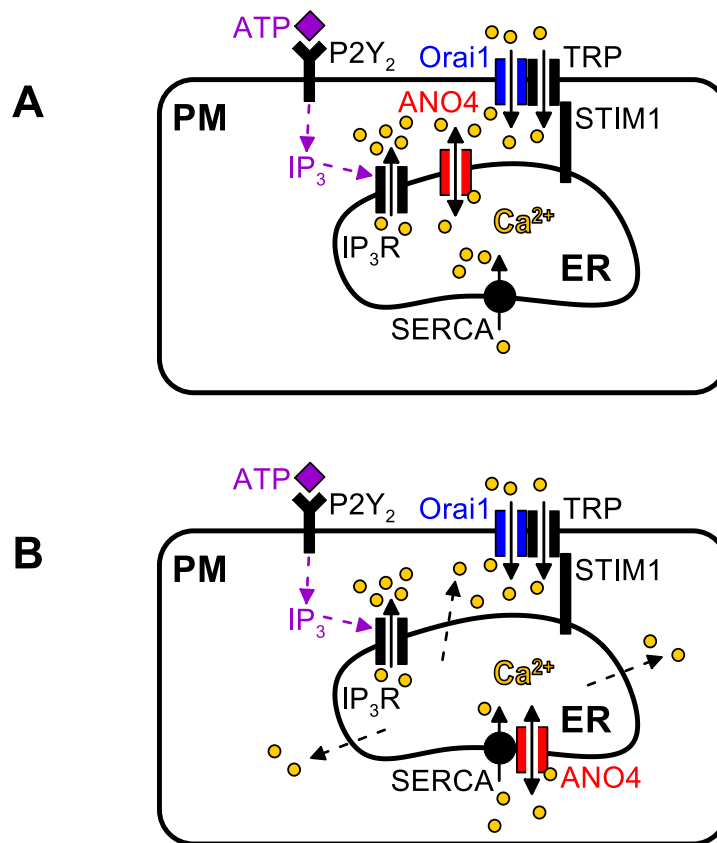 A
ATP
P2Y₂
Orai1
TRP
PM
ANO4
STIM1
IP₃
IP₃R
Ca²⁺
ER
SERCA
B
ATP
P2Y₂
Orai1
TRP
PM
STIM1
IP₃
IP₃R
Ca²⁺
ER
SERCA
ANO4